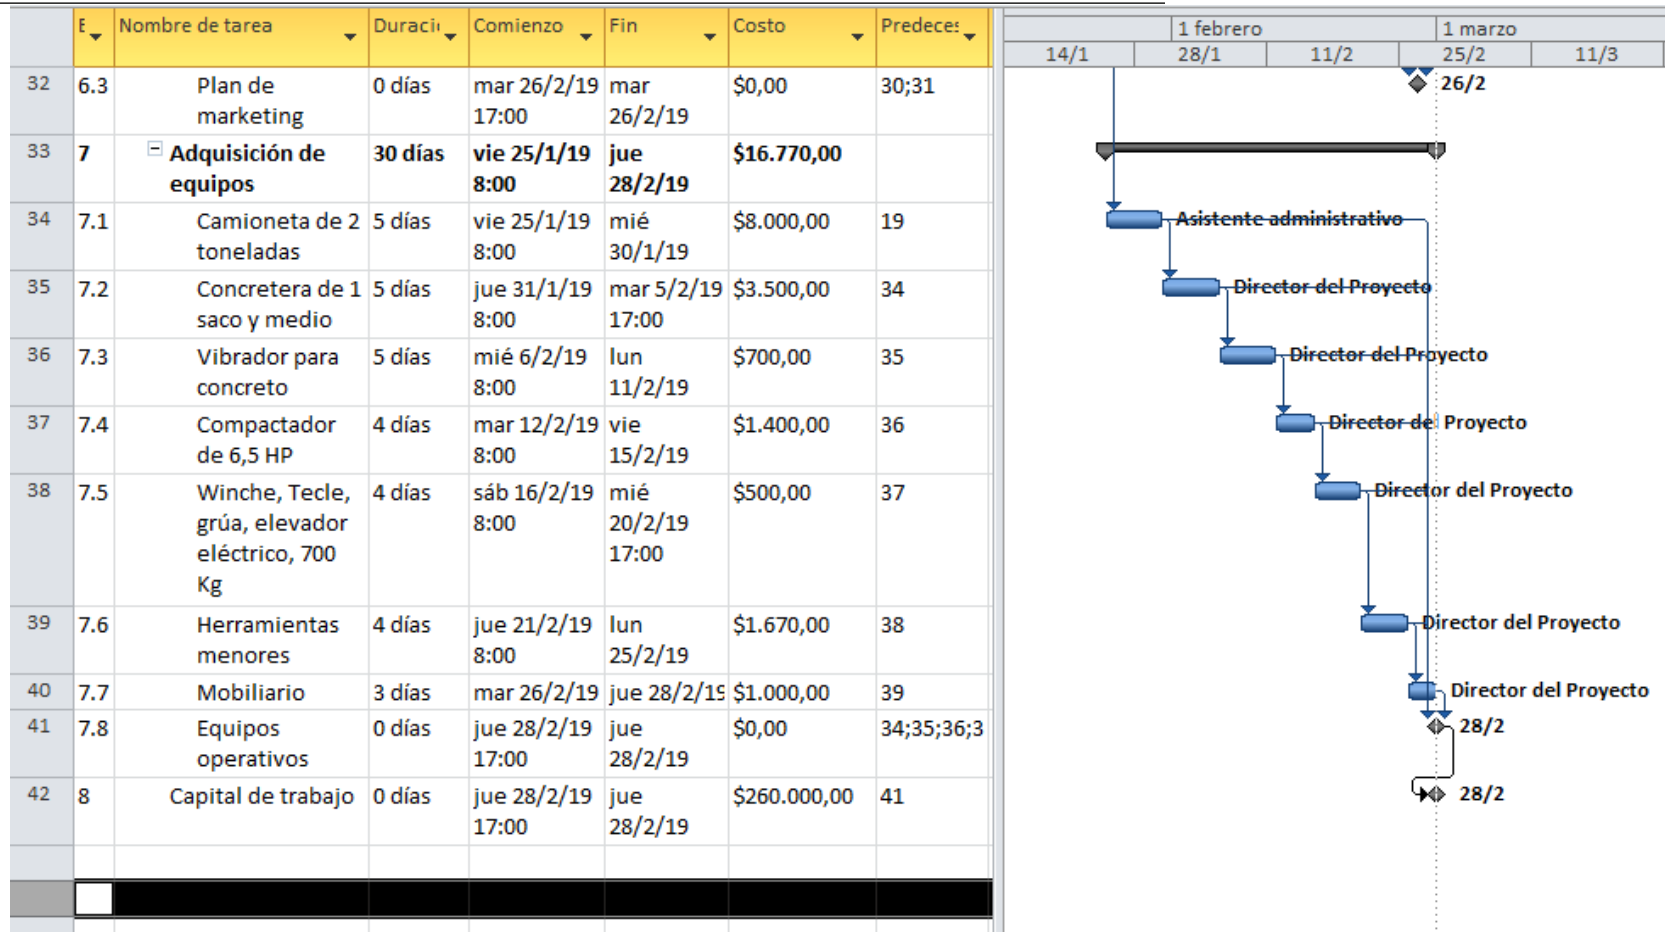 E Nombre de tarea Duració Comienzo Fin Costo Predeces
1 febrero 1 marzo
14/1 28/1 11/2 25/2 11/3
32 6.3 Plan de 0 días mar 26/2/19 mar $0,00 30;31 26/2
marketing 17:00 26/2/19
33 7 Adquisición de 30 días vie 25/1/19 jue $16.770,00
equipos 8:00 28/2/19
34 7.1 Camioneta de 2 5 días vie 25/1/19 mié $8.000,00 19 Asistente administrativo
toneladas 8:00 30/1/19
35 7.2 Concretera de 1 5 días jue 31/1/19 mar 5/2/19 $3.500,00 34 Director del Proyecto
saco y medio 8:00 17:00
36 7.3 Vibrador para 5 días mié 6/2/19 lun $700,00 35 Director del Proyecto
concreto 8:00 11/2/19
37 7.4 Compactador 4 días mar 12/2/19 vie $1.400,00 36 Director del Proyecto
de 6,5 HP 8:00 15/2/19
38 7.5 Winche, Tecle, 4 días sáb 16/2/19 mié $500,00 37 Director del Proyecto
grúa, elevador 8:00 20/2/19
eléctrico, 700 17:00
Kg
39 7.6 Herramientas 4 días jue 21/2/19 lun $1.670,00 38 Director del Proyecto
menores 8:00 25/2/19
40 7.7 Mobiliario 3 días mar 26/2/19 jue 28/2/19 $1.000,00 39 Director del Proyecto
41 7.8 Equipos 0 días jue 28/2/19 jue $0,00 34;35;36;3 28/2
operativos 17:00 28/2/19
42 8 Capital de trabajo 0 días jue 28/2/19 jue $260.000,00 41 28/2
17:00 28/2/19